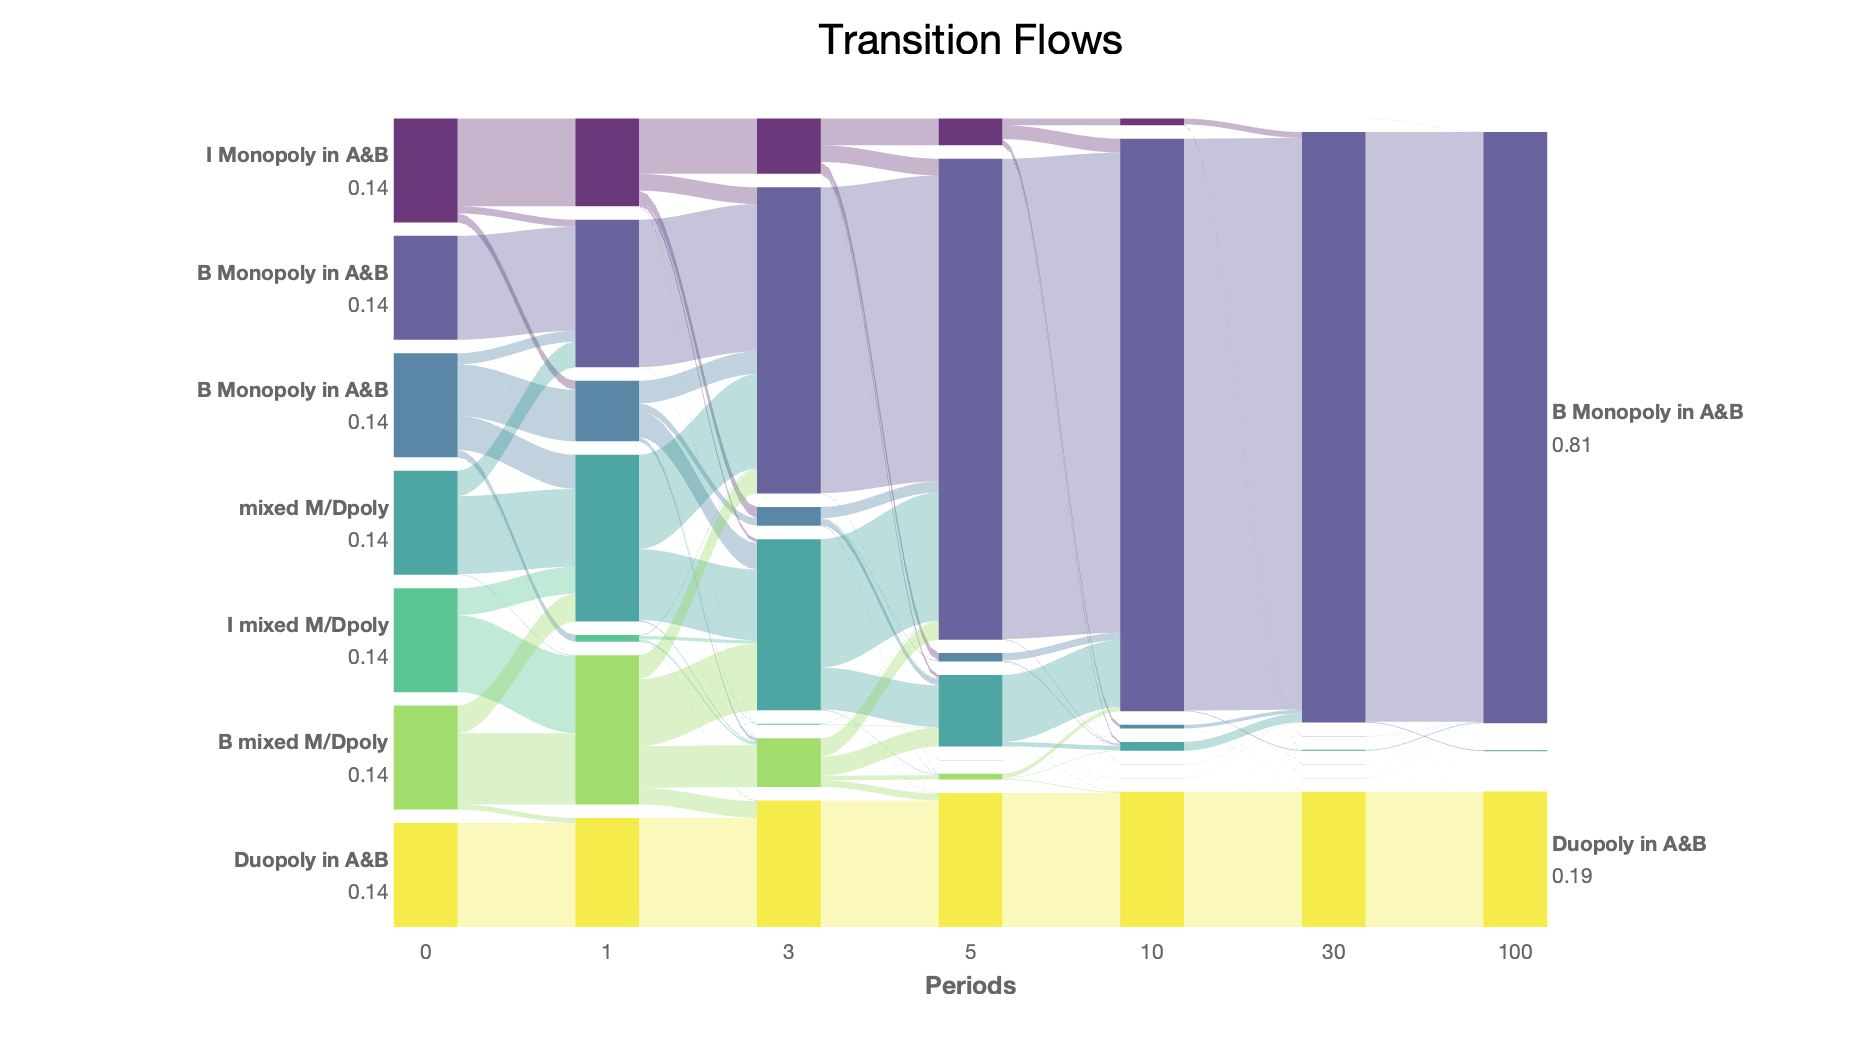 Transition Flows
I Monopoly in A&B
0.14
B Monopoly in A&B
0.14
B Monopoly in A&B
0.14
mixed M/Dpoly
0.14
I mixed M/Dpoly
0.14
B mixed M/Dpoly
0.14
Duopoly in A&B
0.14
B Monopoly in A&B
0.81
Duopoly in A&B
0.19
0 1 3 5 10 30 100
Periods